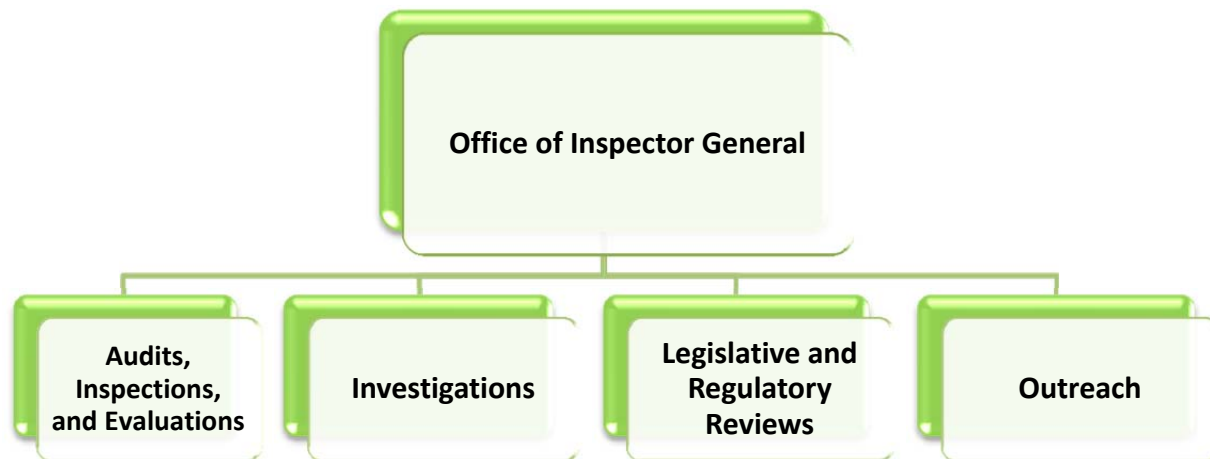 Office of Inspector General
Audits,
Inspections,
and Evaluations
Investigations
Legislative and
Regulatory
Reviews
Outreach